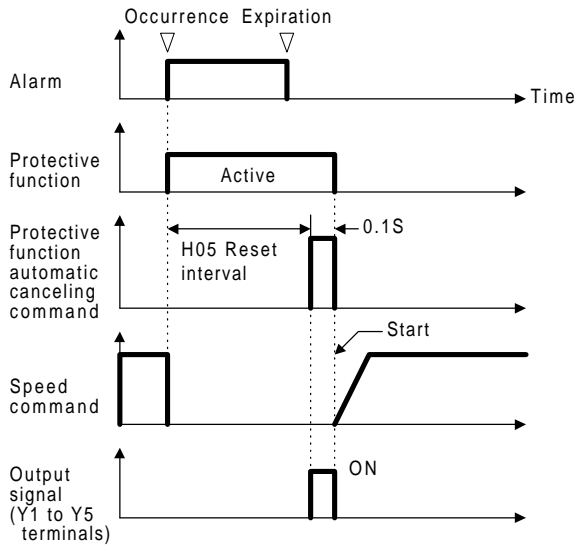 Occurrence Expiration
Alarm
Time
Protective
function
Active
Protective
function
automatic
canceling
command
H05 Reset
interval
0.1S
Start
Speed
command
Output
signal
(Y1 to Y5
terminals)
ON